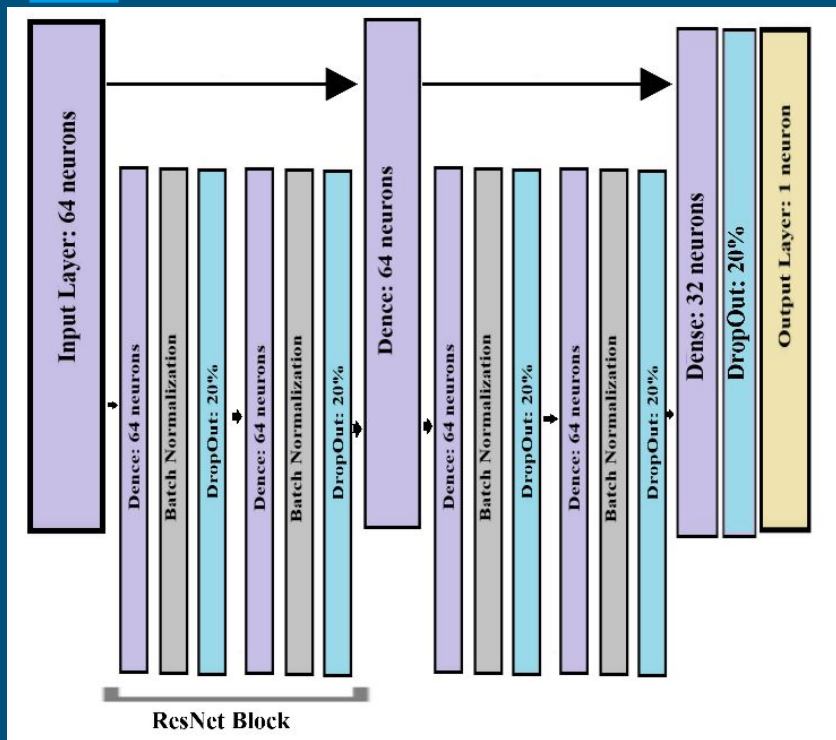 Input Layer: 64 neurons
Dence: 64 neurons
Batch Normalization
DropOut: 20%
Dence: 64 neurons
Batch Normalization
DropOut: 20%
Dence: 64 neurons
Dence: 64 neurons
Batch Normalization
DropOut: 20%
Dence: 64 neurons
Batch Normalization
DropOut: 20%
Dense: 32 neurons
DropOut: 20%
Output Layer: 1 neuron
ResNet Block